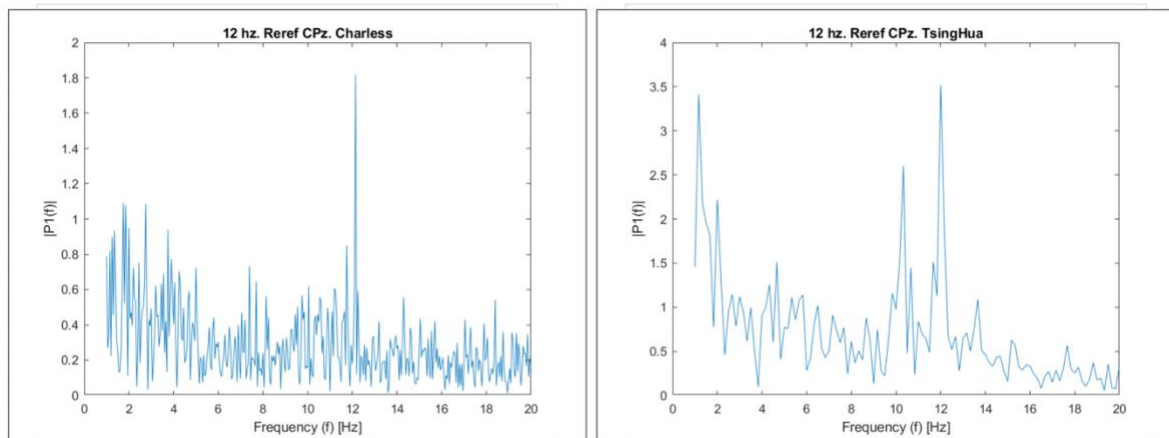 12 hz. Reref CPz. Charless
2
1.8
1.6
1.4
1.2
1
0.8
0.6
0.4
0.2
0
|P1(f)|
0 2 4 6 8 10 12 14 16 18 20
Frequency (f) [Hz]
12 hz. Reref CPz. TsingHua
4
3.5
3
2.5
2
1.5
1
0.5
0
|P1(f)|
0 2 4 6 8 10 12 14 16 18 20
Frequency (f) [Hz]